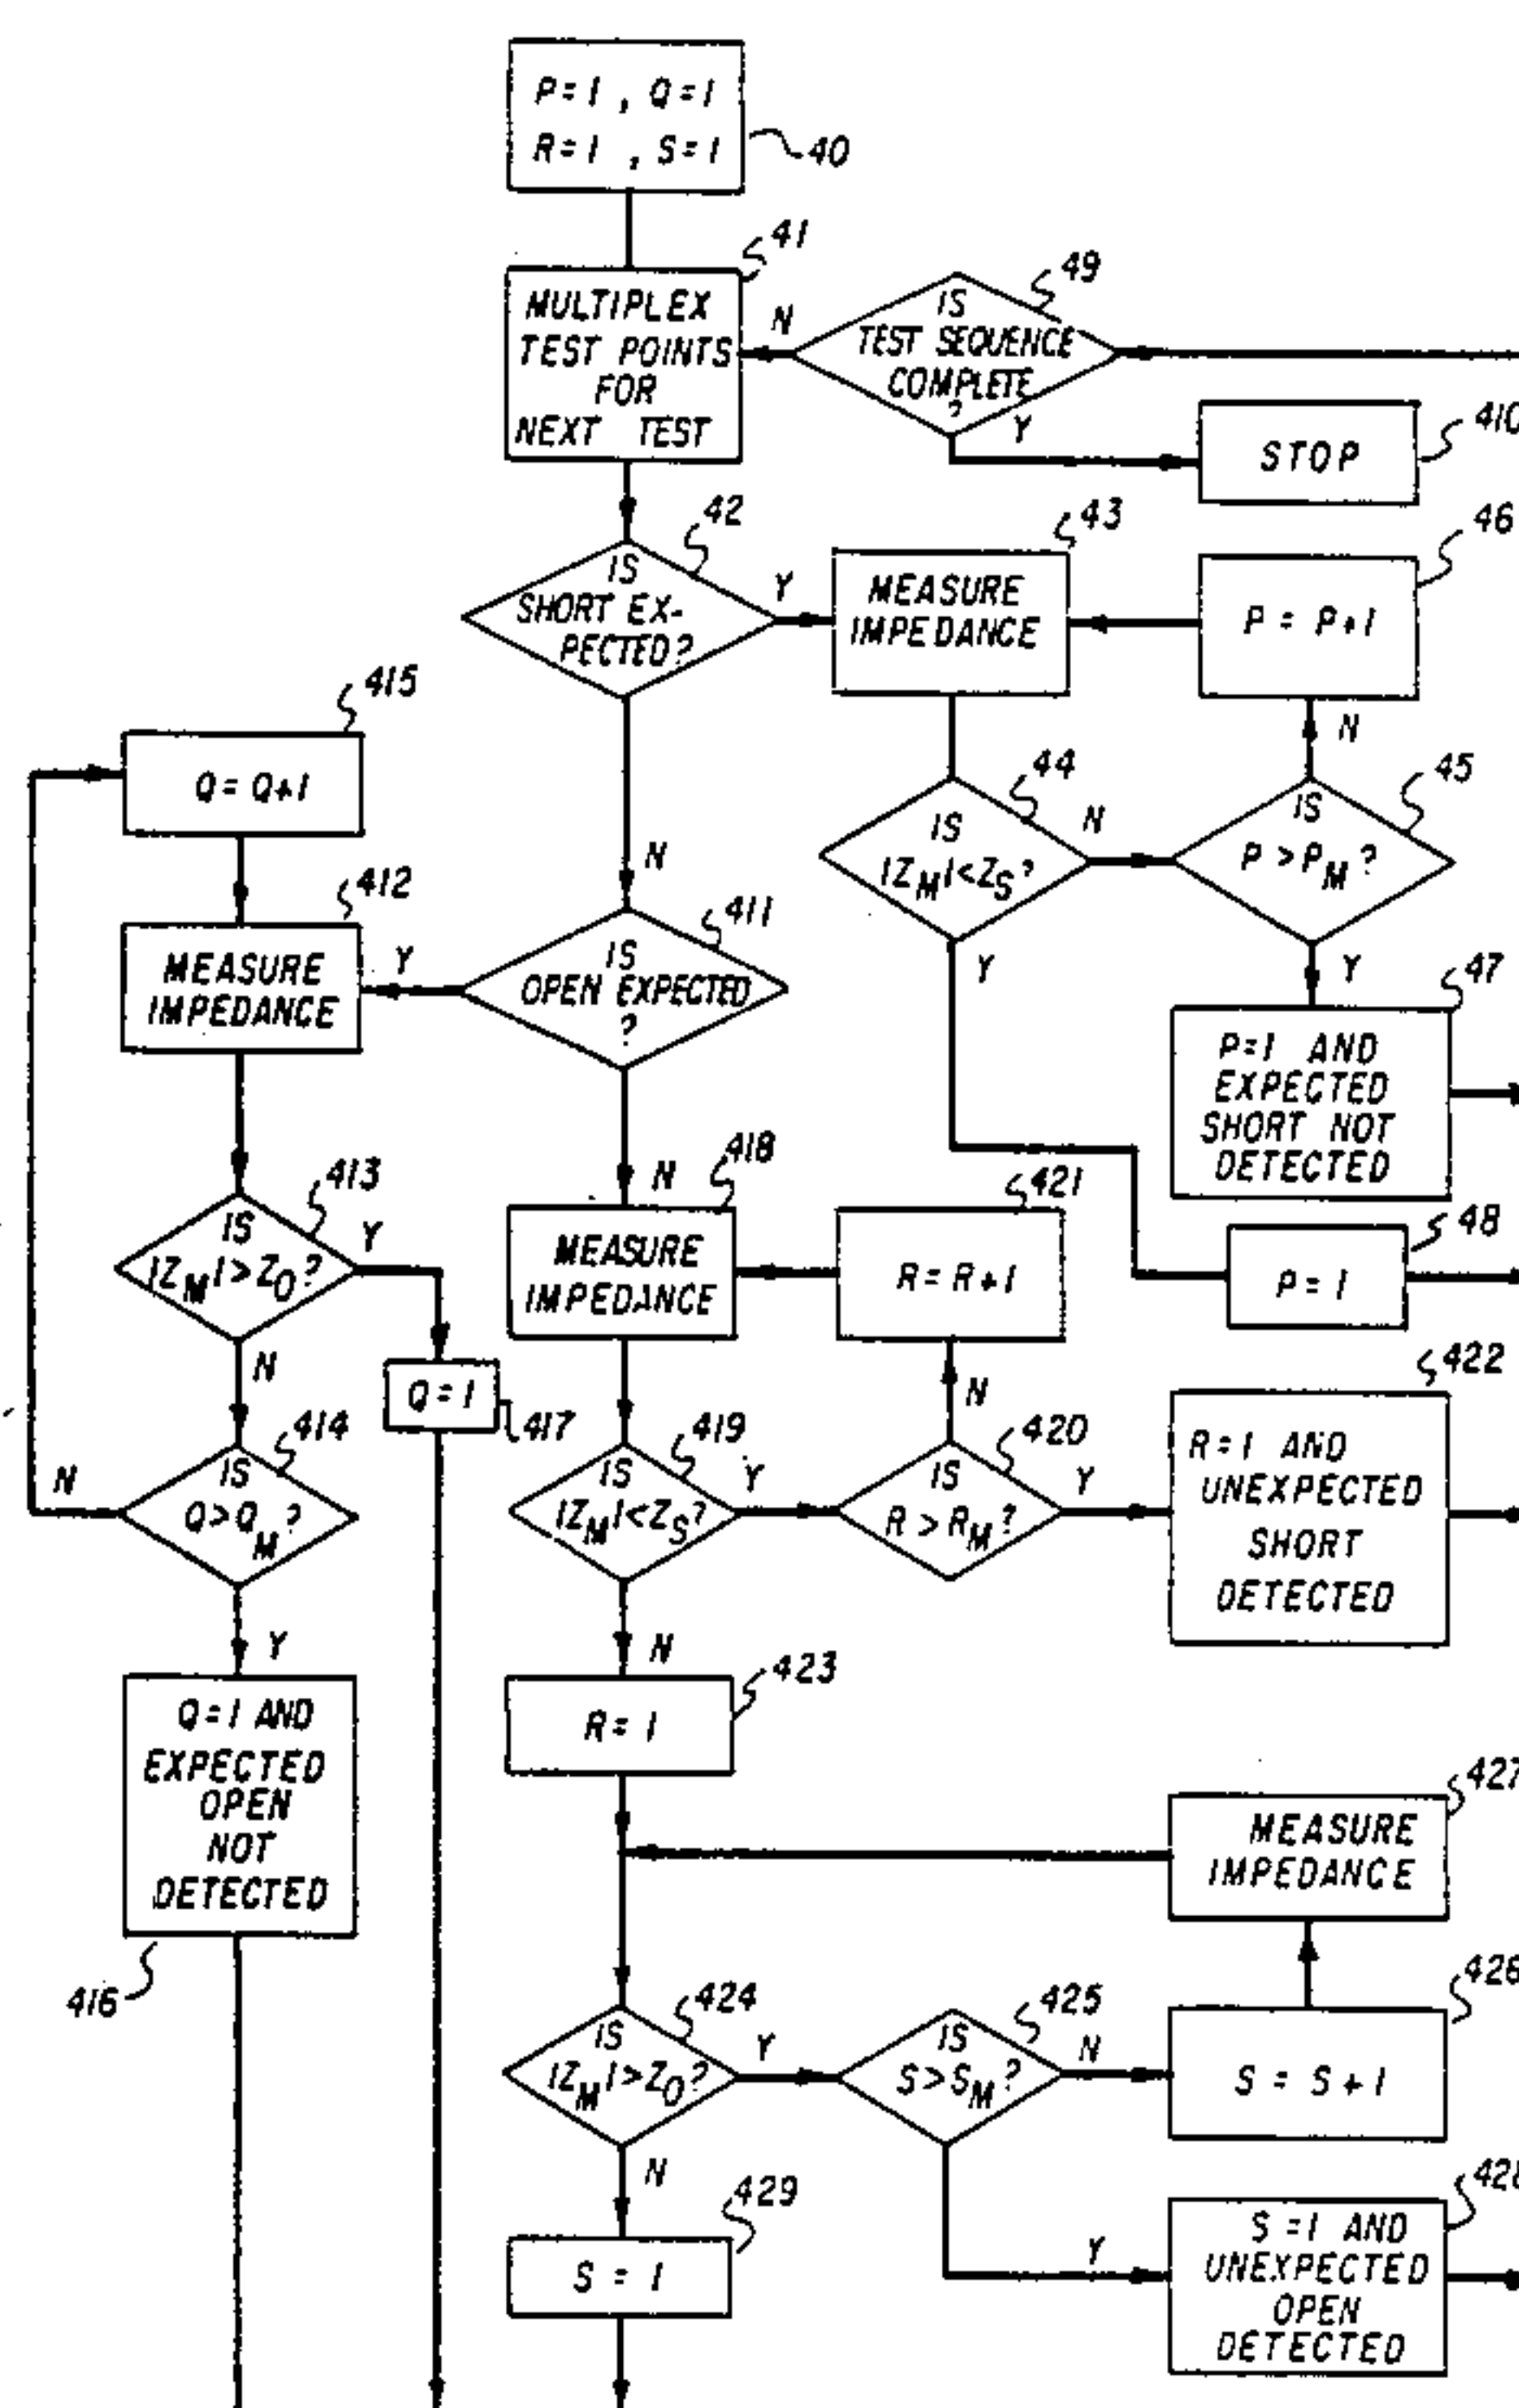 P=1, Q=1
R=1, S=1
40
41
MULTIPLEX
TEST POINTS
FOR
NEXT TEST
N
49
IS
TEST SEQUENCE
COMPLETE
?
Y
STOP
410
42
IS
SHORT EX-
PECTED?
Y
43
MEASURE
IMPEDANCE
46
P = P+1
N
415
Q = Q+1
N
44
IS
|ZM|<ZS?
N
Y
45
IS
P > PM?
Y
412
MEASURE
IMPEDANCE
Y
411
IS
OPEN EXPECTED
?
N
47
P=1 AND
EXPECTED
SHORT NOT
DETECTED
413
IS
|ZM|>ZO?
Y
N
418
MEASURE
IMPEDANCE
421
R = R+1
N
48
P = 1
Q = 1
417
414
IS
Q>QM?
N
Y
419
IS
|ZM|<ZS?
Y
N
420
IS
R > RM?
Y
422
R=1 AND
UNEXPECTED
SHORT
DETECTED
Q=1 AND
EXPECTED
OPEN
NOT
DETECTED
416
423
R = 1
427
MEASURE
IMPEDANCE
424
IS
|ZM|>ZO?
Y
N
425
IS
S>SM?
N
Y
426
S = S+1
429
S = 1
428
S =1 AND
UNEXPECTED
OPEN
DETECTED